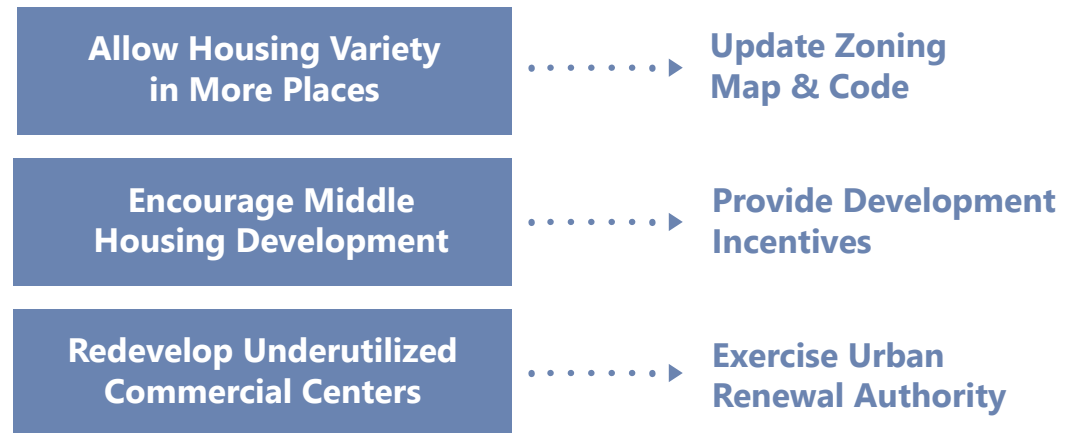 Allow Housing Variety
in More Places
Update Zoning
Map & Code
Encourage Middle
Housing Development
Provide Development
Incentives
Redevelop Underutilized
Commercial Centers
Exercise Urban
Renewal Authority